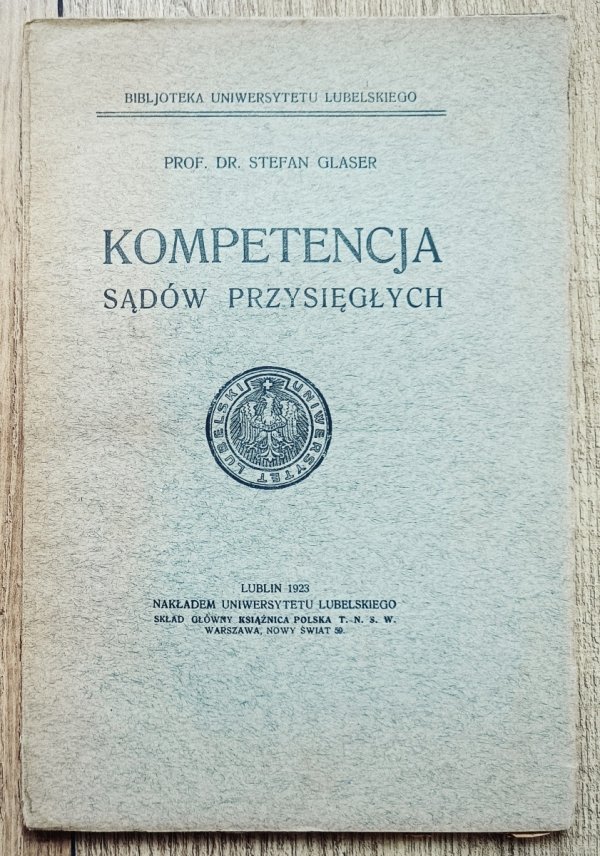 BIBLJOTEKA UNIWERSYTETU LUBELSKIEGO
PROF. DR. STEFAN GLASER
KOMPETENCJA
SĄDÓW PRZYSIĘGŁYCH
UNIWERSYTET LUBELSKI
LUBLIN 1923
NAKŁADEM UNIWERSYTETU LUBELSKIEGO
SKŁAD GŁÓWNY KSIĄŻNICA POLSKA T. N. S. W.
WARSZAWA, NOWY ŚWIAT 59.